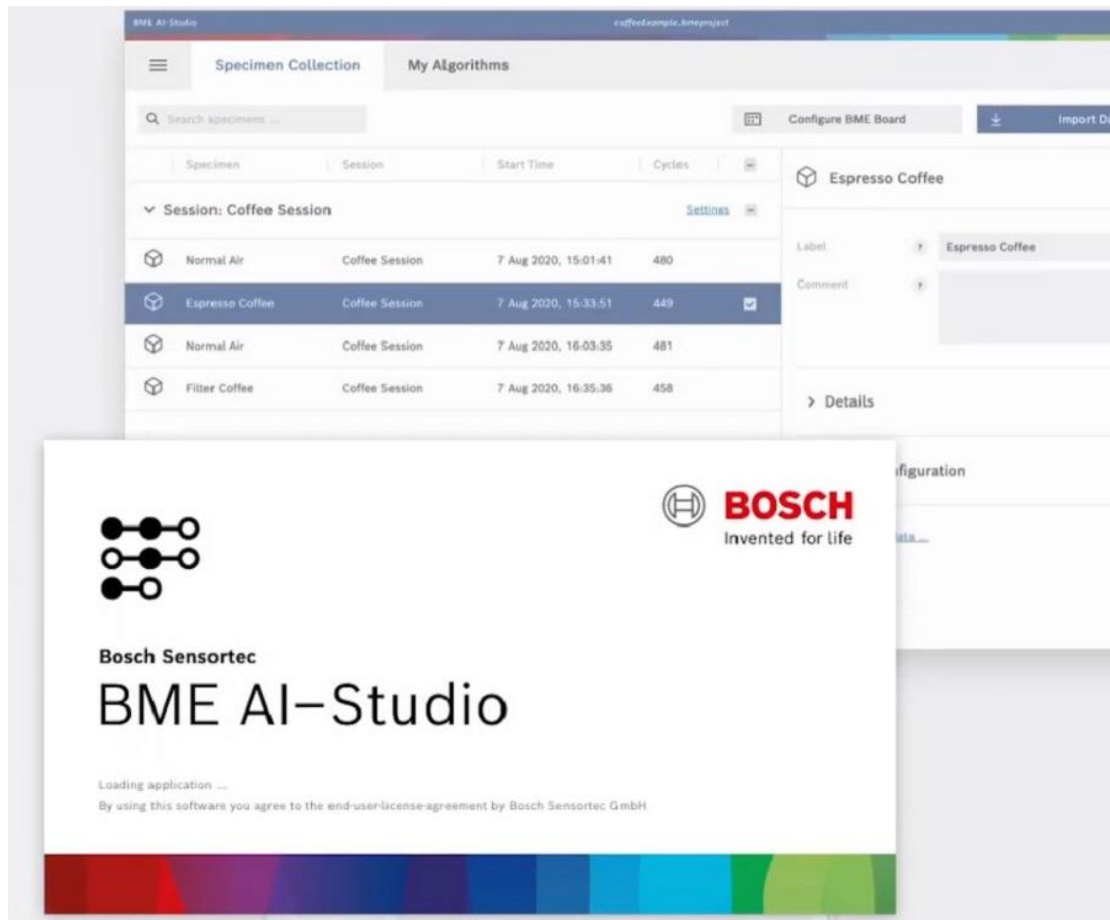 BME AI-Studio
coffeeExample.bmeproject
Specimen Collection
My Algorithms
Search specimens ...
Configure BME Board
Import Da
Specimen
Session
Start Time
Cycles
Espresso Coffee
Session: Coffee Session
Settings
Label
?
Espresso Coffee
Normal Air
Coffee Session
7 Aug 2020, 15:01:41
480
Comment
?
Espresso Coffee
Coffee Session
7 Aug 2020, 15:33:51
449
Normal Air
Coffee Session
7 Aug 2020, 16:03:35
481
Filter Coffee
Coffee Session
7 Aug 2020, 16:35:36
458
Details
figuration
ata ...
BOSCH
Invented for life
Bosch Sensortec
BME AI-Studio
Loading application ...
By using this software you agree to the end-user-license-agreement by Bosch Sensortec GmbH